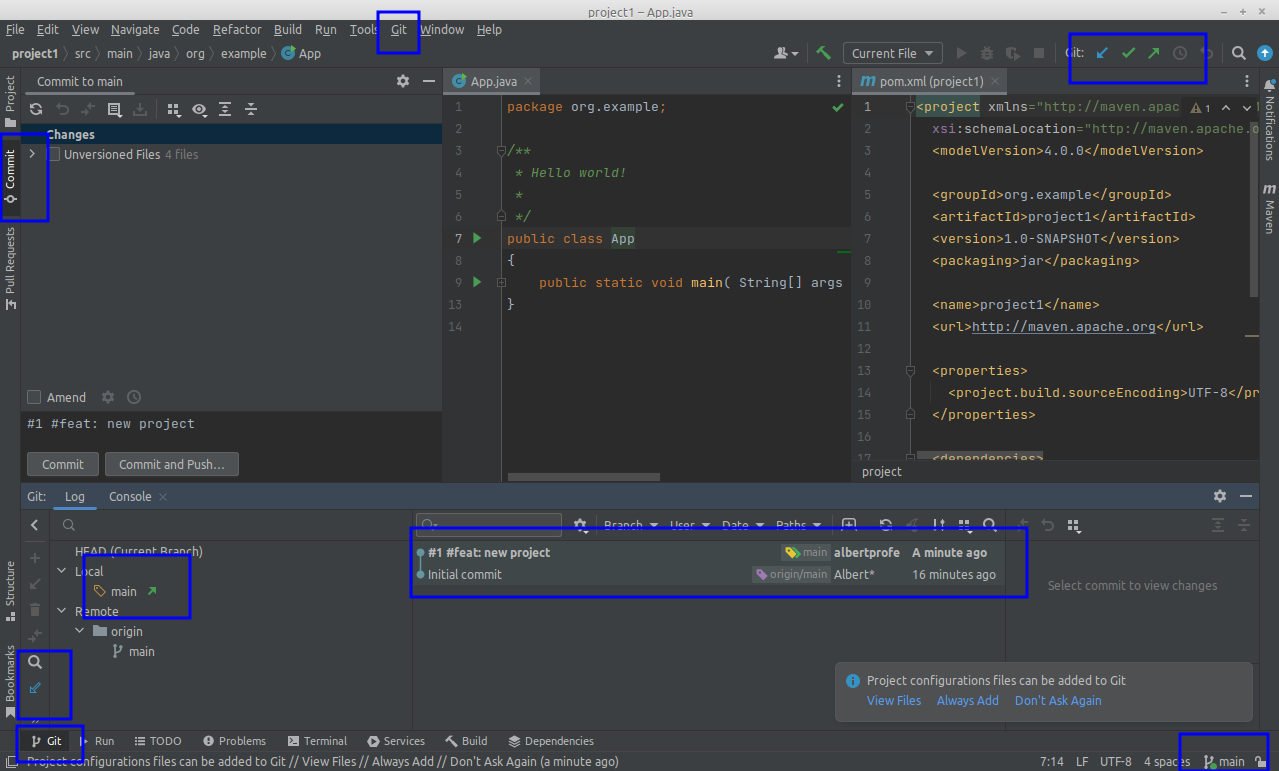 project1 – App.java
File Edit View Navigate Code Refactor Build Run Tools Git Window Help
project1 src main java org example App
Current File
Git:
Project
Commit
Pull Requests
Structure
Bookmarks
Commit to main
Changes
Unversioned Files 4 files
Amend
#1 #feat: new project
Commit
Commit and Push...
App.java
1 package org.example;
2
3 /**
4 * Hello world!
5 *
6 */
7 public class App
8 {
9 public static void main( String[] args
13 }
14
pom.xml (project1)
1
1 <project xmlns="http://maven.apac
2 xsi:schemaLocation="http://maven.apache.o
3 <modelVersion>4.0.0</modelVersion>
4
5 <groupId>org.example</groupId>
6 <artifactId>project1</artifactId>
7 <version>1.0-SNAPSHOT</version>
8 <packaging>jar</packaging>
9
10 <name>project1</name>
11 <url>http://maven.apache.org</url>
12
13 <properties>
14 <project.build.sourceEncoding>UTF-8</pr
15 </properties>
16
17 <dependencies>
project
Notifications
m Maven
Git: Log Console
Branch User Date Paths
HEAD (Current Branch)
Local
main
Remote
origin
main
#1 #feat: new project main albertprofe A minute ago
Initial commit origin/main Albert* 16 minutes ago
Select commit to view changes
Project configurations files can be added to Git
View Files Always Add Don't Ask Again
Git Run TODO Problems Terminal Services Build Dependencies
Project configurations files can be added to Git // View Files // Always Add // Don't Ask Again (a minute ago)
7:14 LF UTF-8 4 spaces main